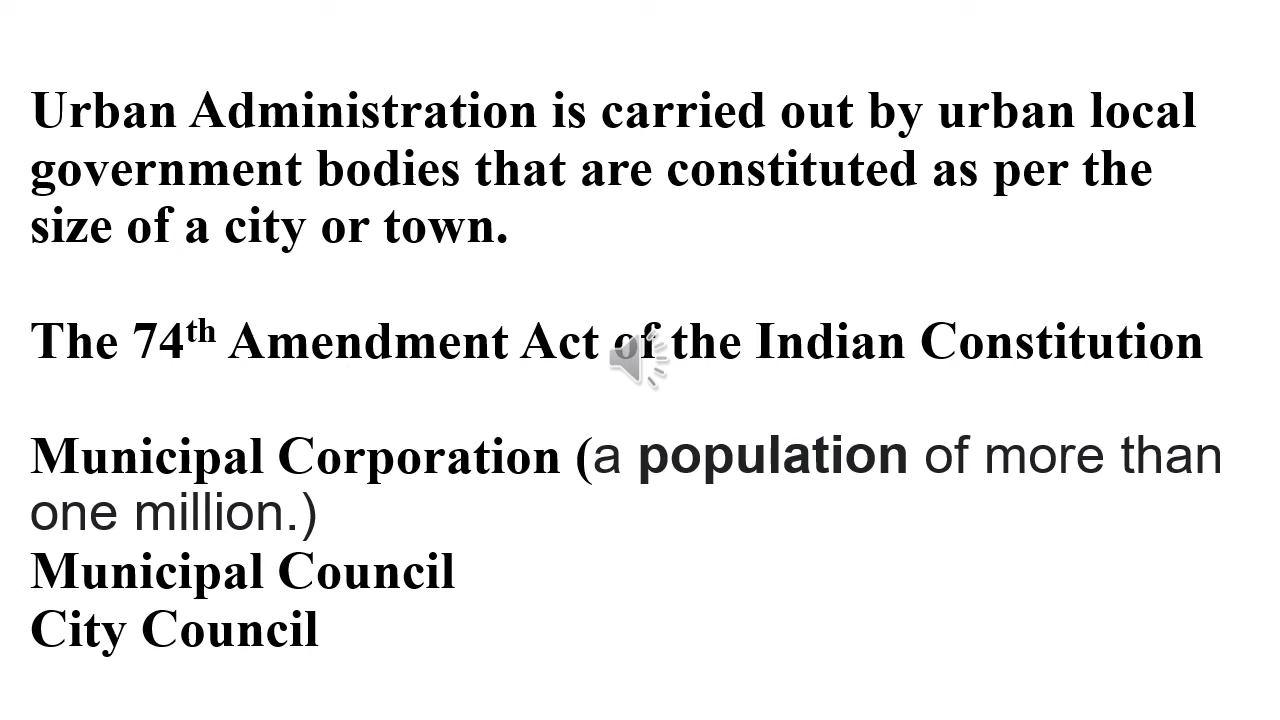 Urban Administration is carried out by urban local
government bodies that are constituted as per the
size of a city or town.
The 74th Amendment Act of the Indian Constitution
Municipal Corporation (a population of more than
one million.)
Municipal Council
City Council